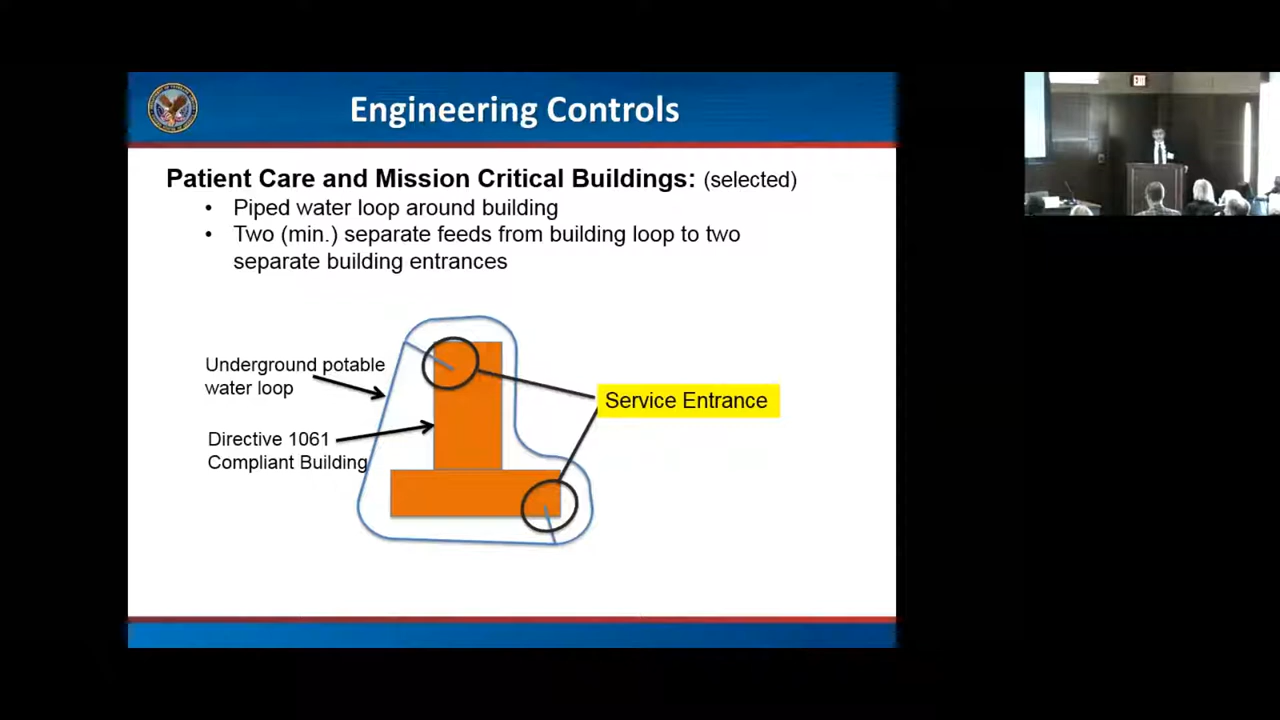 Engineering Controls
Patient Care and Mission Critical Buildings: (selected)
• Piped water loop around building
• Two (min.) separate feeds from building loop to two
separate building entrances
Underground potable
water loop
Directive 1061
Compliant Building
Service Entrance
EXIT